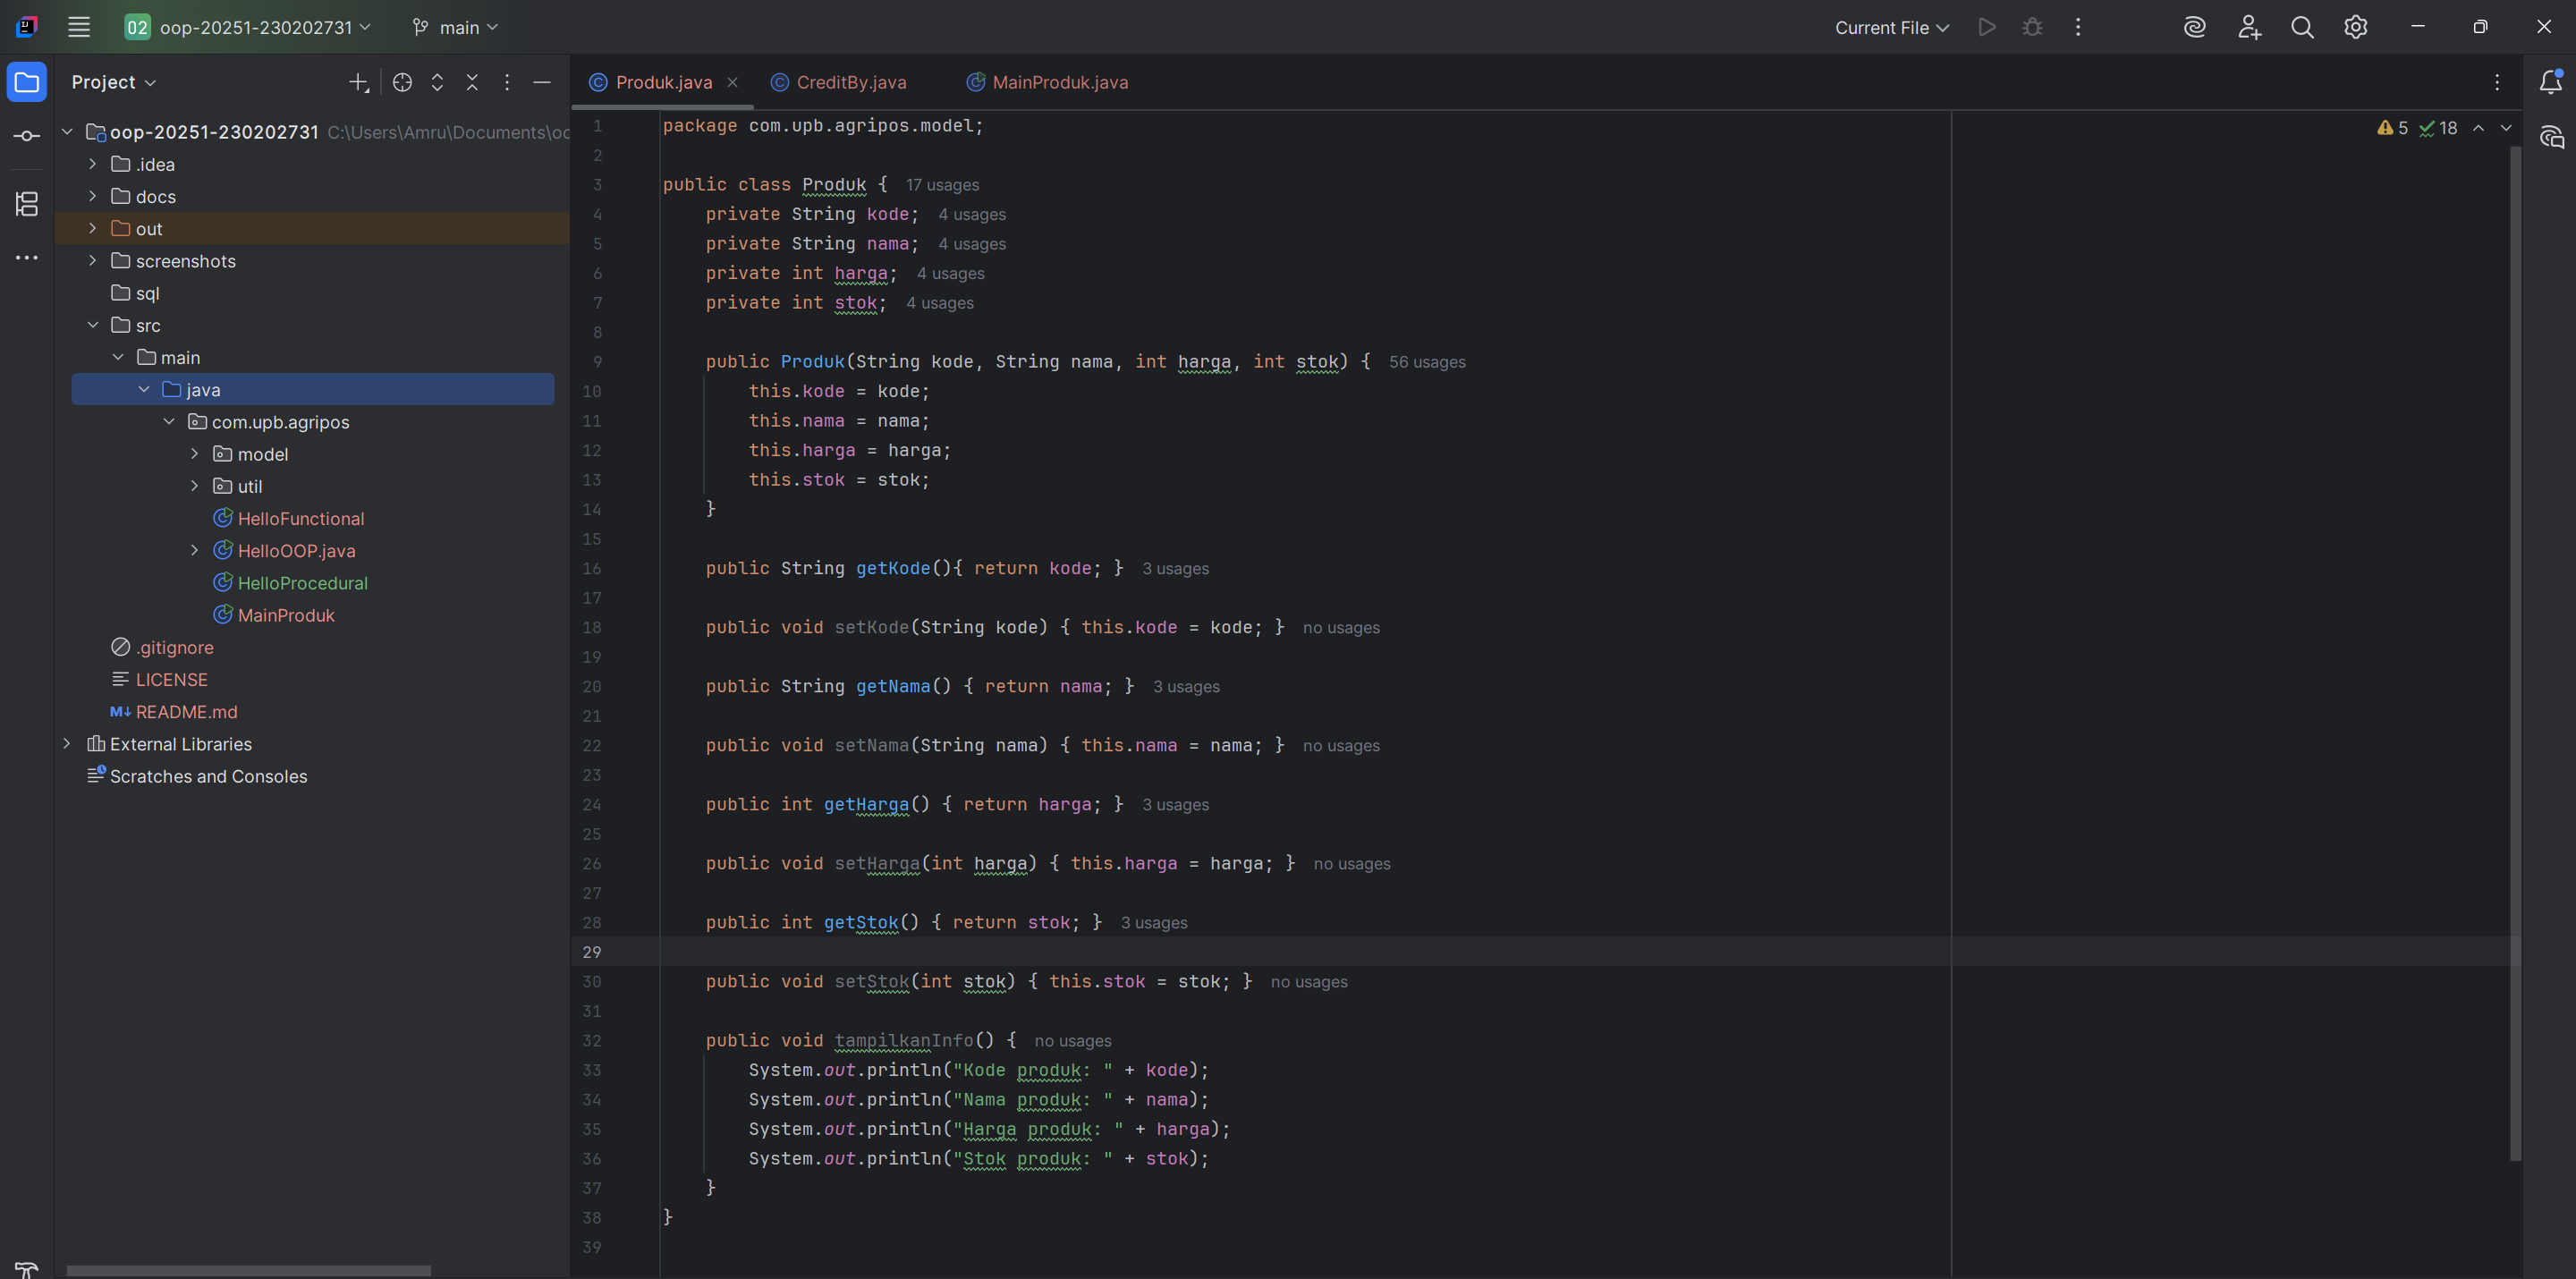 02 oop-20251-230202731 main Current File
Project
Produk.java CreditBy.java MainProduk.java
oop-20251-230202731 C:\Users\Amru\Documents\oo
.idea
docs
out
screenshots
sql
src
main
java
com.upb.agripos
model
util
HelloFunctional
HelloOOP.java
HelloProcedural
MainProduk
.gitignore
LICENSE
M↓ README.md
External Libraries
Scratches and Consoles
5 18
1 package com.upb.agripos.model;
2
3 public class Produk { 17 usages
4 private String kode; 4 usages
5 private String nama; 4 usages
6 private int harga; 4 usages
7 private int stok; 4 usages
8
9 public Produk(String kode, String nama, int harga, int stok) { 56 usages
10 this.kode = kode;
11 this.nama = nama;
12 this.harga = harga;
13 this.stok = stok;
14 }
15
16 public String getKode(){ return kode; } 3 usages
17
18 public void setKode(String kode) { this.kode = kode; } no usages
19
20 public String getNama() { return nama; } 3 usages
21
22 public void setNama(String nama) { this.nama = nama; } no usages
23
24 public int getHarga() { return harga; } 3 usages
25
26 public void setHarga(int harga) { this.harga = harga; } no usages
27
28 public int getStok() { return stok; } 3 usages
29
30 public void setStok(int stok) { this.stok = stok; } no usages
31
32 public void tampilkanInfo() { no usages
33 System.out.println("Kode produk: " + kode);
34 System.out.println("Nama produk: " + nama);
35 System.out.println("Harga produk: " + harga);
36 System.out.println("Stok produk: " + stok);
37 }
38 }
39